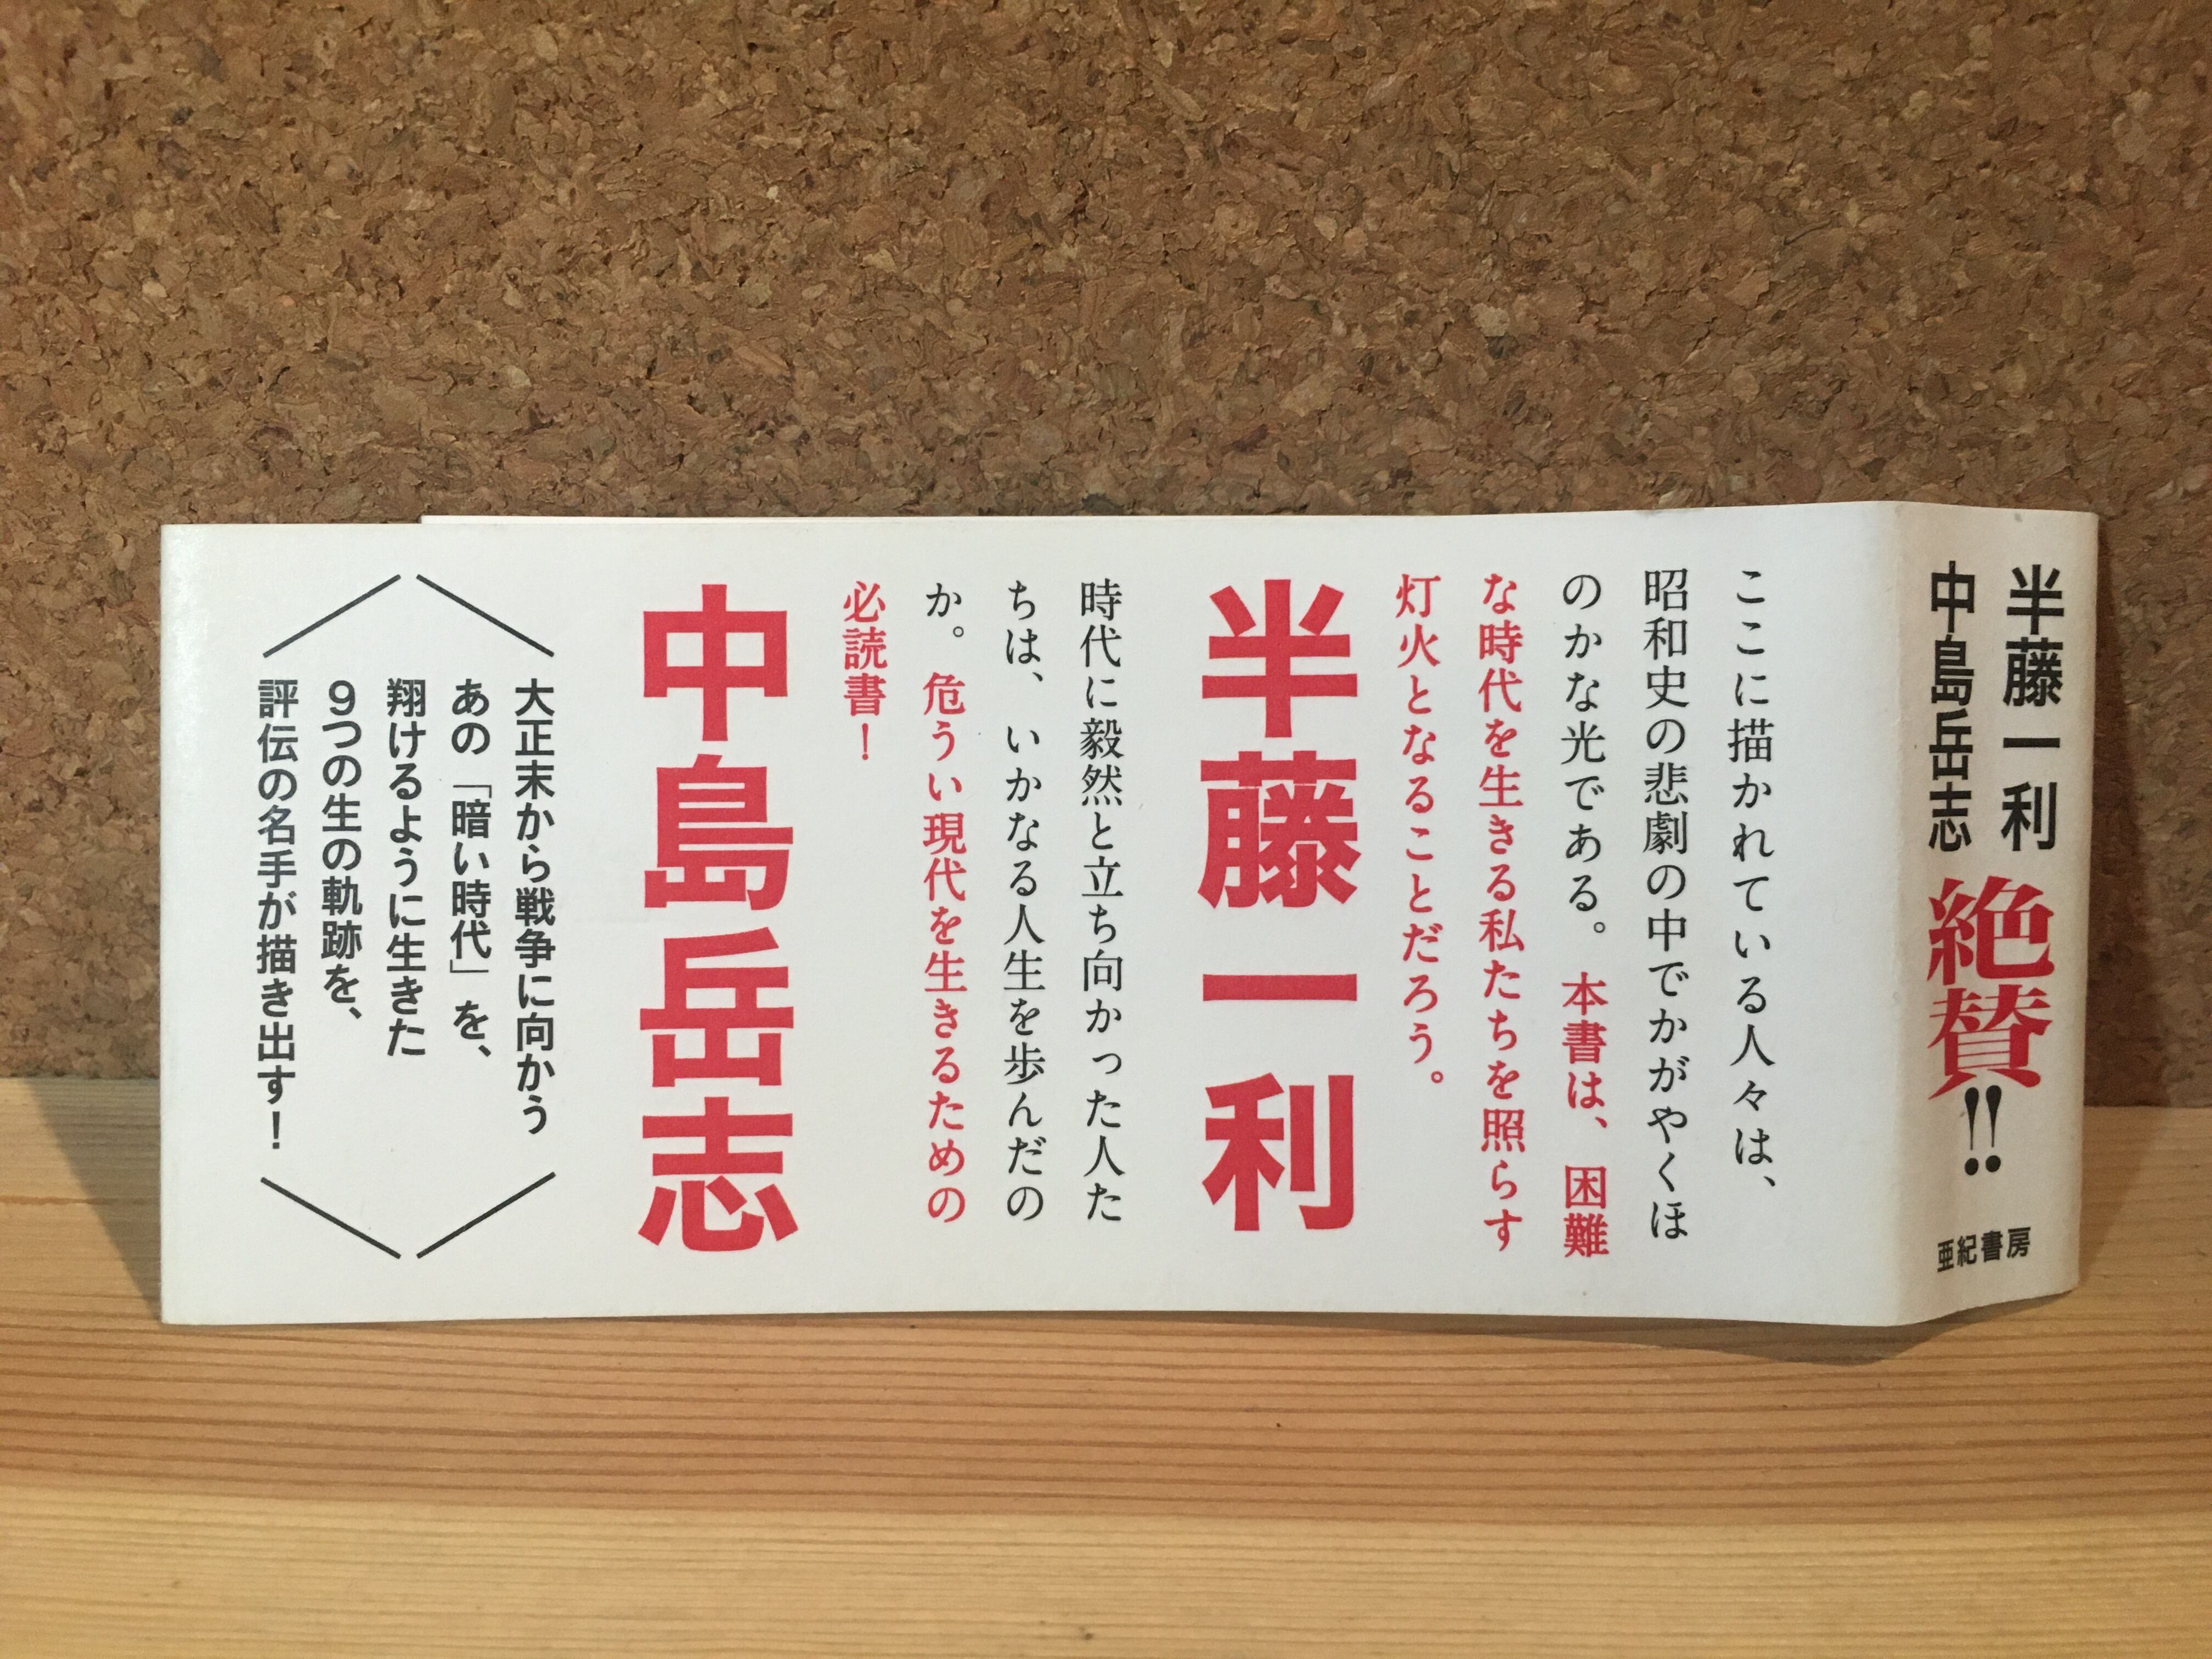 半藤一利
中島岳志
絶賛!!
亜紀書房
ここに描かれている人々は、
昭和史の悲劇の中でかがやくほ
のかな光である。本書は、困難
な時代を生きる私たちを照らす
灯火となることだろう。
半藤一利
時代に毅然と立ち向かった人た
ちは、いかなる人生を歩んだの
か。危うい現代を生きるための
必読書!
中島岳志
大正末から戦争に向かう
あの「暗い時代」を、
翔けるように生きた
9つの生の軌跡を、
評伝の名手が描き出す!